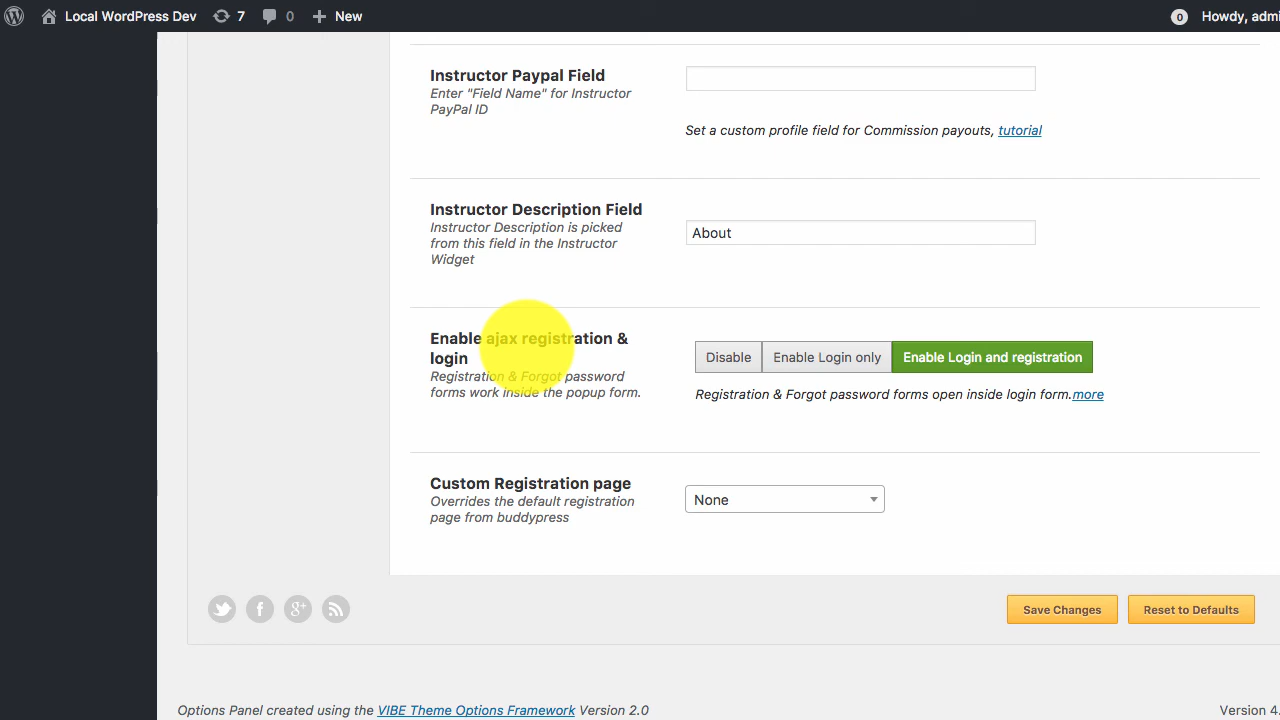 Local WordPress Dev 7 0 New 0 Howdy, admi
Instructor Paypal Field
Enter "Field Name" for Instructor
PayPal ID
Set a custom profile field for Commission payouts, tutorial
Instructor Description Field
Instructor Description is picked
from this field in the Instructor
Widget
About
Enable ajax registration &
login
Registration & Forgot password
forms work inside the popup form.
Disable Enable Login only Enable Login and registration
Registration & Forgot password forms open inside login form.more
Custom Registration page
Overrides the default registration
page from buddypress
None
Save Changes Reset to Defaults
Options Panel created using the VIBE Theme Options Framework Version 2.0
Version 4.